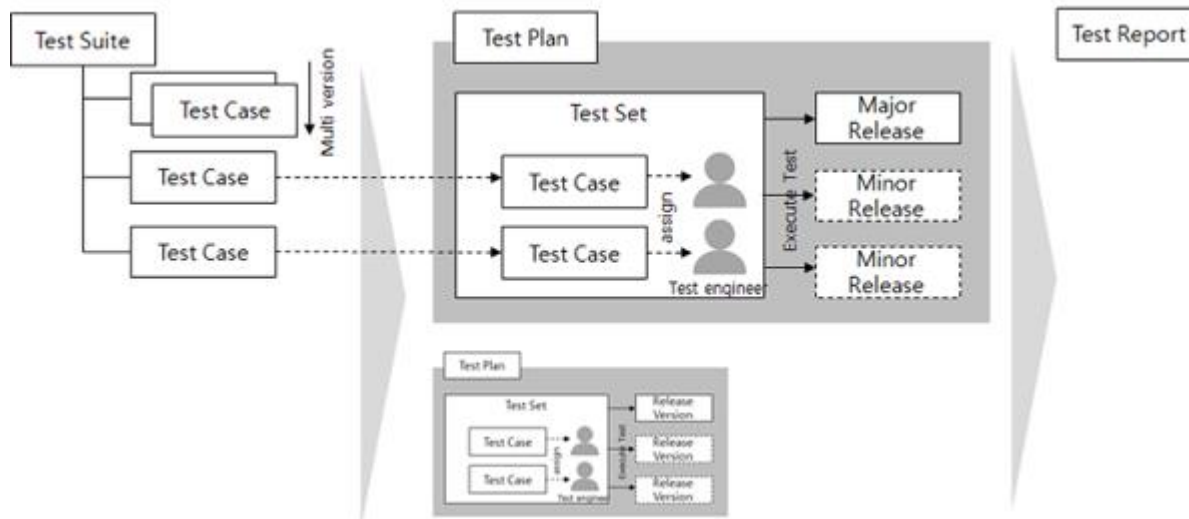 Test Suite
Test Case
Multi version
Test Case
Test Case
Test Plan
Test Set
Test Case
Test Case
assign
Test engineer
Execute Test
Major
Release
Minor
Release
Minor
Release
Test Report
Test Plan
Test Set
Test Case
Test Case
assign
Test engineer
Execute Test
Release
Version
Release
Version
Release
Version